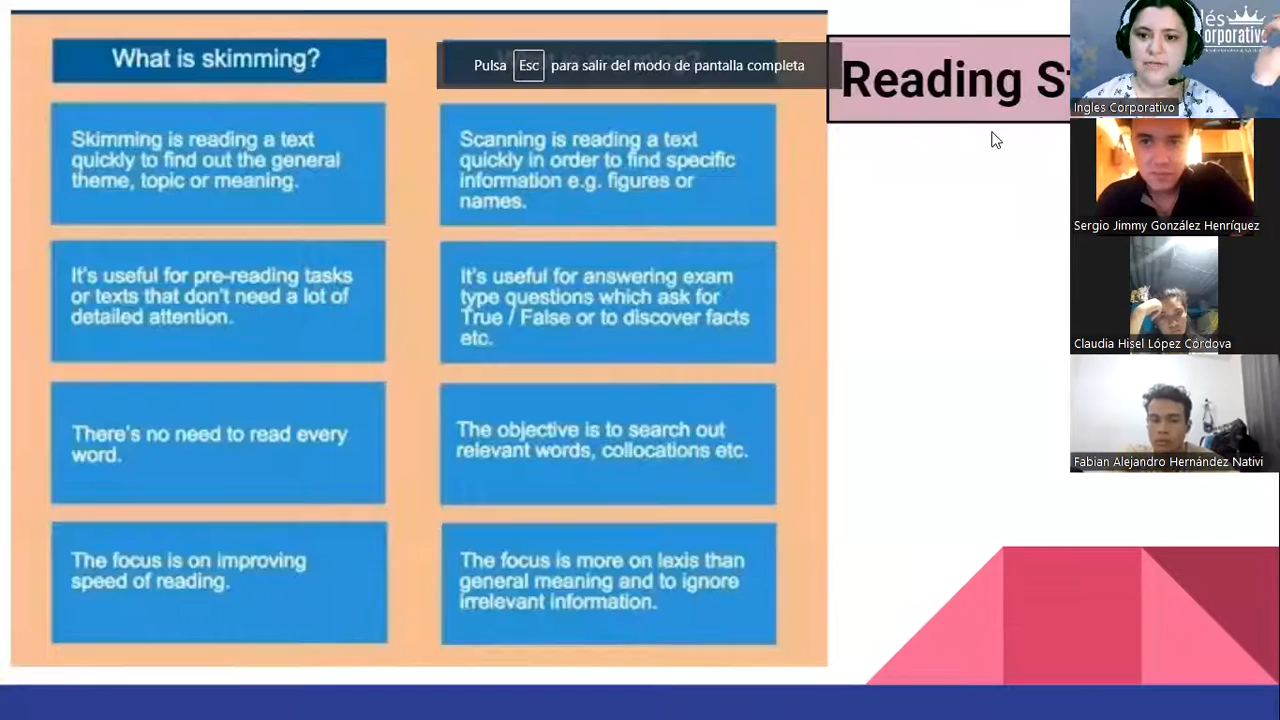 What is skimming?
Skimming is reading a text
quickly to find out the general
theme, topic or meaning.
It's useful for pre-reading tasks
or texts that don't need a lot of
detailed attention.
There's no need to read every
word.
The focus is on improving
speed of reading.
Pulsa Esc para salir del modo de pantalla completa
Scanning is reading a text
quickly in order to find specific
information e.g. figures or
names.
It's useful for answering exam
type questions which ask for
True / False or to discover facts
etc.
The objective is to search out
relevant words, collocations etc.
The focus is more on lexis than
general meaning and to ignore
irrelevant information.
Reading St
lés
orporativ
Ingles Corporativo
Sergio Jimmy González Henríquez
Claudia Hisel López Córdova
Fabian Alejandro Hernández Nativi